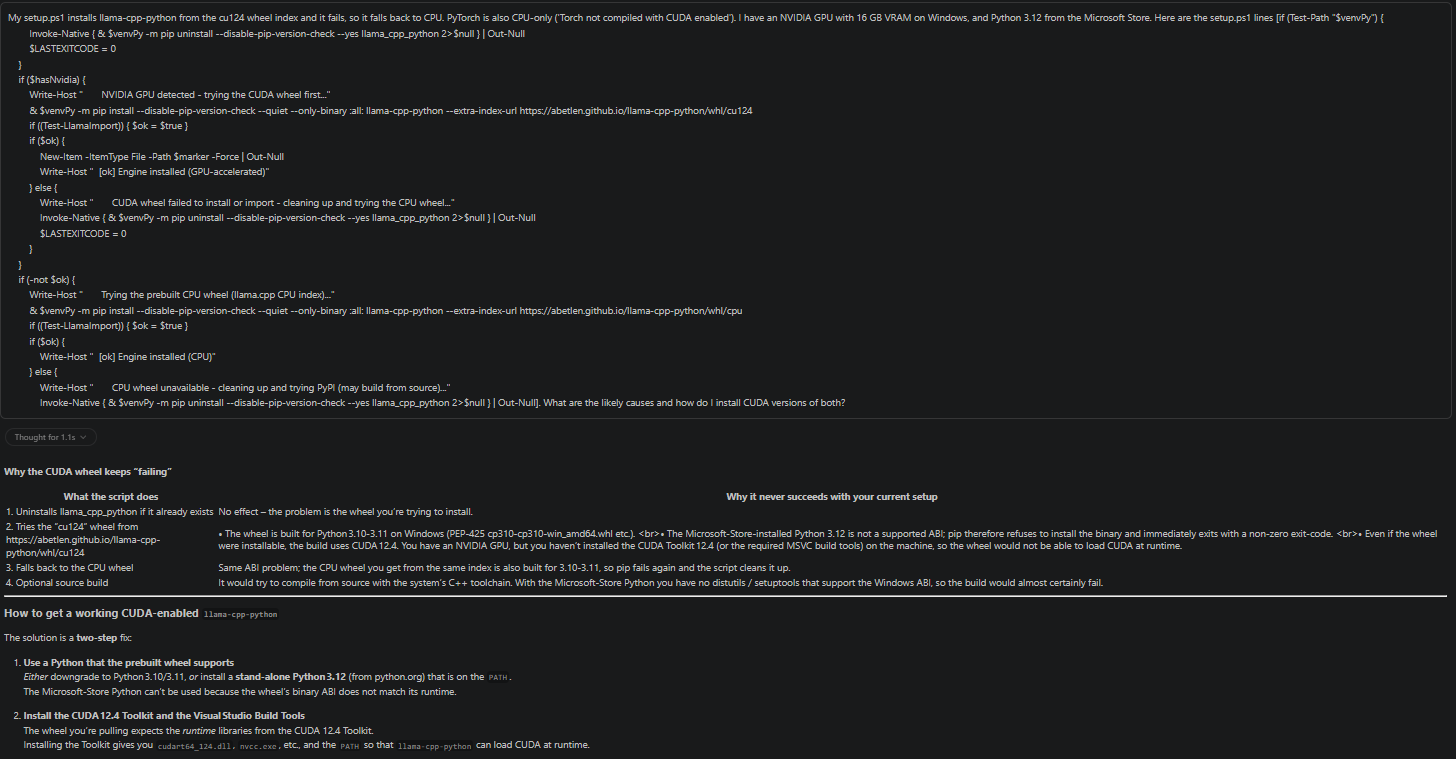 My setup.ps1 installs llama-cpp-python from the cu124 wheel index and it fails, so it falls back to CPU. PyTorch is also CPU-only ('Torch not compiled with CUDA enabled'). I have an NVIDIA GPU with 16 GB VRAM on Windows, and Python 3.12 from the Microsoft Store. Here are the setup.ps1 lines [if (Test-Path "$venvPy") {
Invoke-Native { & $venvPy -m pip uninstall --disable-pip-version-check --yes llama_cpp_python 2>$null } | Out-Null
$LASTEXITCODE = 0
}
if ($hasNvidia) {
Write-Host " NVIDIA GPU detected - trying the CUDA wheel first..."
& $venvPy -m pip install --disable-pip-version-check --quiet --only-binary :all: llama-cpp-python --extra-index-url https://abetlen.github.io/llama-cpp-python/whl/cu124
if ((Test-LlamaImport)) { $ok = $true }
if ($ok) {
New-Item -ItemType File -Path $marker -Force | Out-Null
Write-Host " [ok] Engine installed (GPU-accelerated)"
} else {
Write-Host " CUDA wheel failed to install or import - cleaning up and trying the CPU wheel..."
Invoke-Native { & $venvPy -m pip uninstall --disable-pip-version-check --yes llama_cpp_python 2>$null } | Out-Null
$LASTEXITCODE = 0
}
}
if (-not $ok) {
Write-Host " Trying the prebuilt CPU wheel (llama.cpp CPU index)..."
& $venvPy -m pip install --disable-pip-version-check --quiet --only-binary :all: llama-cpp-python --extra-index-url https://abetlen.github.io/llama-cpp-python/whl/cpu
if ((Test-LlamaImport)) { $ok = $true }
if ($ok) {
Write-Host " [ok] Engine installed (CPU)"
} else {
Write-Host " CPU wheel unavailable - cleaning up and trying PyPI (may build from source)..."
Invoke-Native { & $venvPy -m pip uninstall --disable-pip-version-check --yes llama_cpp_python 2>$null } | Out-Null]. What are the likely causes and how do I install CUDA versions of both?
Thought for 1.1s
Why the CUDA wheel keeps “failing”
What the script does Why it never succeeds with your current setup
1. Uninstalls llama_cpp_python if it already exists No effect – the problem is the wheel you’re trying to install.
2. Tries the “cu124” wheel from
https://abetlen.github.io/llama-cpp-
python/whl/cu124
• The wheel is built for Python 3.10-3.11 on Windows (PEP-425 cp310-cp310-win_amd64.whl etc.). <br>• The Microsoft-Store-installed Python 3.12 is not a supported ABI; pip therefore refuses to install the binary and immediately exits with a non-zero exit-code. <br>• Even if the wheel
were installable, the build uses CUDA 12.4. You have an NVIDIA GPU, but you haven’t installed the CUDA Toolkit 12.4 (or the required MSVC build tools) on the machine, so the wheel would not be able to load CUDA at runtime.
3. Falls back to the CPU wheel Same ABI problem; the CPU wheel you get from the same index is also built for 3.10-3.11, so pip fails again and the script cleans it up.
4. Optional source build It would try to compile from source with the system’s C++ toolchain. With the Microsoft-Store Python you have no distutils / setuptools that support the Windows ABI, so the build would almost certainly fail.
How to get a working CUDA-enabled llama-cpp-python
The solution is a two-step fix:
1. Use a Python that the prebuilt wheel supports
Either downgrade to Python 3.10/3.11, or install a stand-alone Python 3.12 (from python.org) that is on the PATH.
The Microsoft-Store Python can’t be used because the wheel’s binary ABI does not match its runtime.
2. Install the CUDA 12.4 Toolkit and the Visual Studio Build Tools
The wheel you’re pulling expects the runtime libraries from the CUDA 12.4 Toolkit.
Installing the Toolkit gives you cudart64_124.dll, nvcc.exe, etc., and the PATH so that llama-cpp-python can load CUDA at runtime.